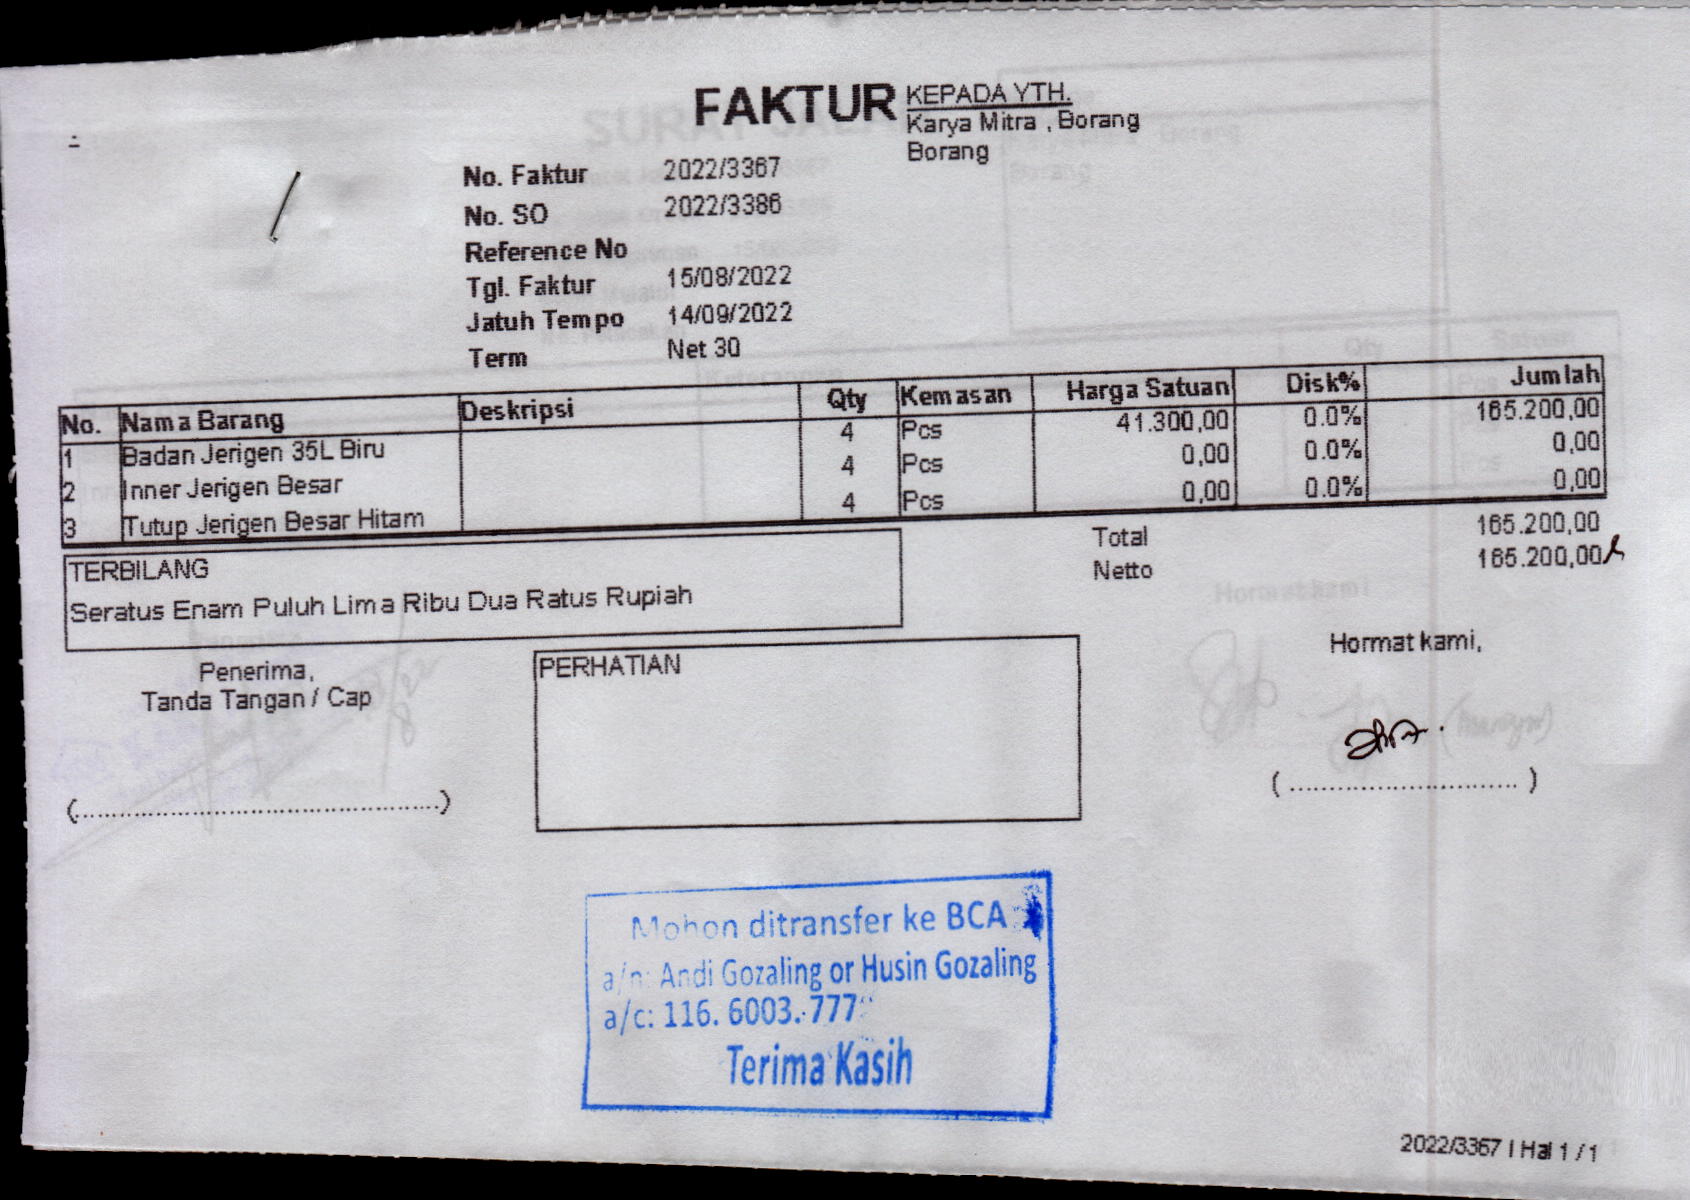 FAKTUR
KEPADA YTH.
Karya Mitra , Borang
Borang
No. Faktur 2022/3367
No. SO 2022/3386
Reference No
Tgl. Faktur 15/08/2022
Jatuh Tempo 14/09/2022
Term Net 30
No. Nama Barang Deskripsi Qty Kemasan Harga Satuan Disk% Jumlah
1 Badan Jerigen 35L Biru 4 Pcs 41.300,00 0.0% 165.200,00
2 Inner Jerigen Besar 4 Pcs 0,00 0.0% 0,00
3 Tutup Jerigen Besar Hitam 4 Pcs 0,00 0.0% 0,00
Total 165.200,00
Netto 165.200,00
TERBILANG
Seratus Enam Puluh Lima Ribu Dua Ratus Rupiah
Penerima,
Tanda Tangan / Cap
(...........................................)
PERHATIAN
Hormat kami,
( ........................... )
Mohon ditransfer ke BCA
a/n: Andi Gozaling or Husin Gozaling
a/c: 116. 6003. 777
Terima Kasih
2022/3367 | Hal 1 / 1